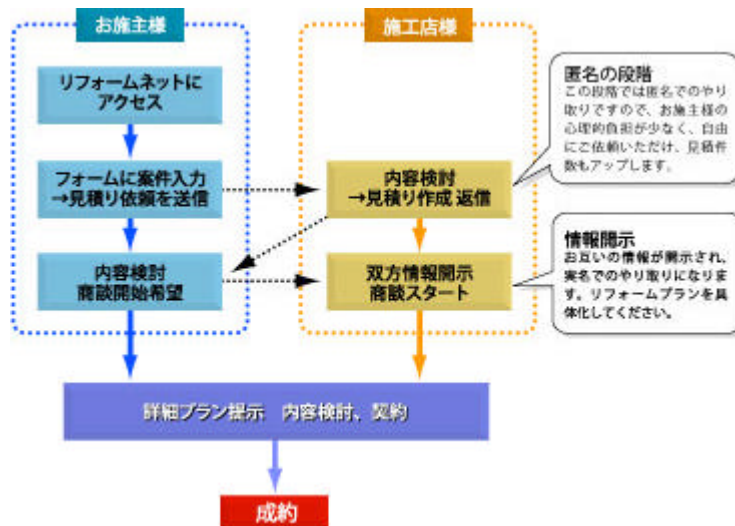 お施主様
施工店様
リフォームネットに
アクセス
匿名の段階
この段階では匿名でのやり
取りですので、お施主様の
心理的負担が少なく、自由
にご依頼いただけ、見積件
数もアップします。
フォームに案件入力
→見積り依頼を送信
内容検討
→見積り作成 返信
内容検討
商談開始希望
双方情報開示
商談スタート
情報開示
お互いの情報が開示され、
実名でのやり取りになりま
す。リフォームプランを具
体化してください。
詳細プラン提示 内容検討、契約
成約